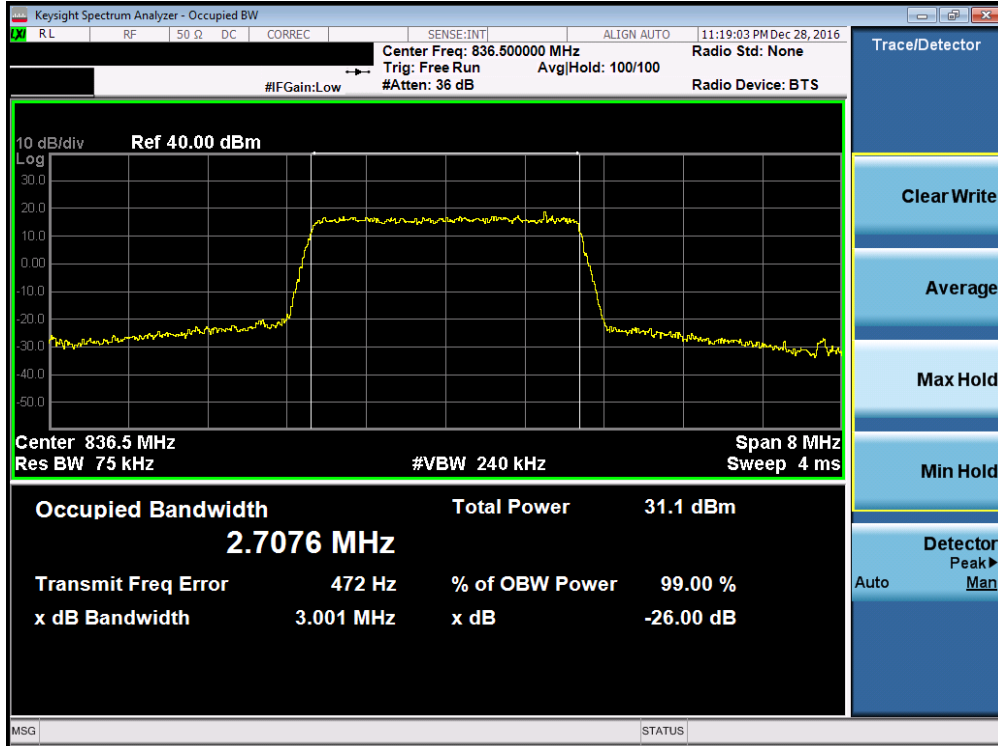 Keysight Spectrum Analyzer - Occupied BW
LXI RL RF 50 Ω DC CORREC SENSE:INT ALIGN AUTO 11:19:03 PM Dec 28, 2016
Center Freq: 836.500000 MHz Radio Std: None
Trig: Free Run Avg|Hold: 100/100
#IFGain:Low #Atten: 36 dB Radio Device: BTS
10 dB/div Ref 40.00 dBm
Log
30.0
20.0
10.0
0.00
-10.0
-20.0
-30.0
-40.0
-50.0
Center 836.5 MHz Span 8 MHz
Res BW 75 kHz #VBW 240 kHz Sweep 4 ms
Occupied Bandwidth Total Power 31.1 dBm
2.7076 MHz
Transmit Freq Error 472 Hz % of OBW Power 99.00 %
x dB Bandwidth 3.001 MHz x dB -26.00 dB
MSG STATUS
Trace/Detector
Clear Write
Average
Max Hold
Min Hold
Detector
Peak▶
Auto Man